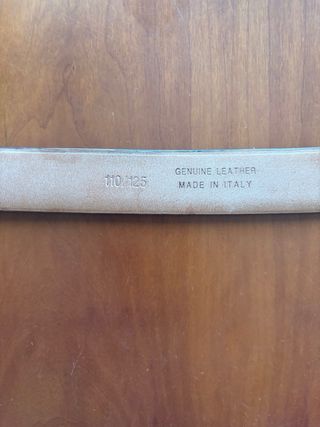 110/125
GENUINE LEATHER
MADE IN ITALY